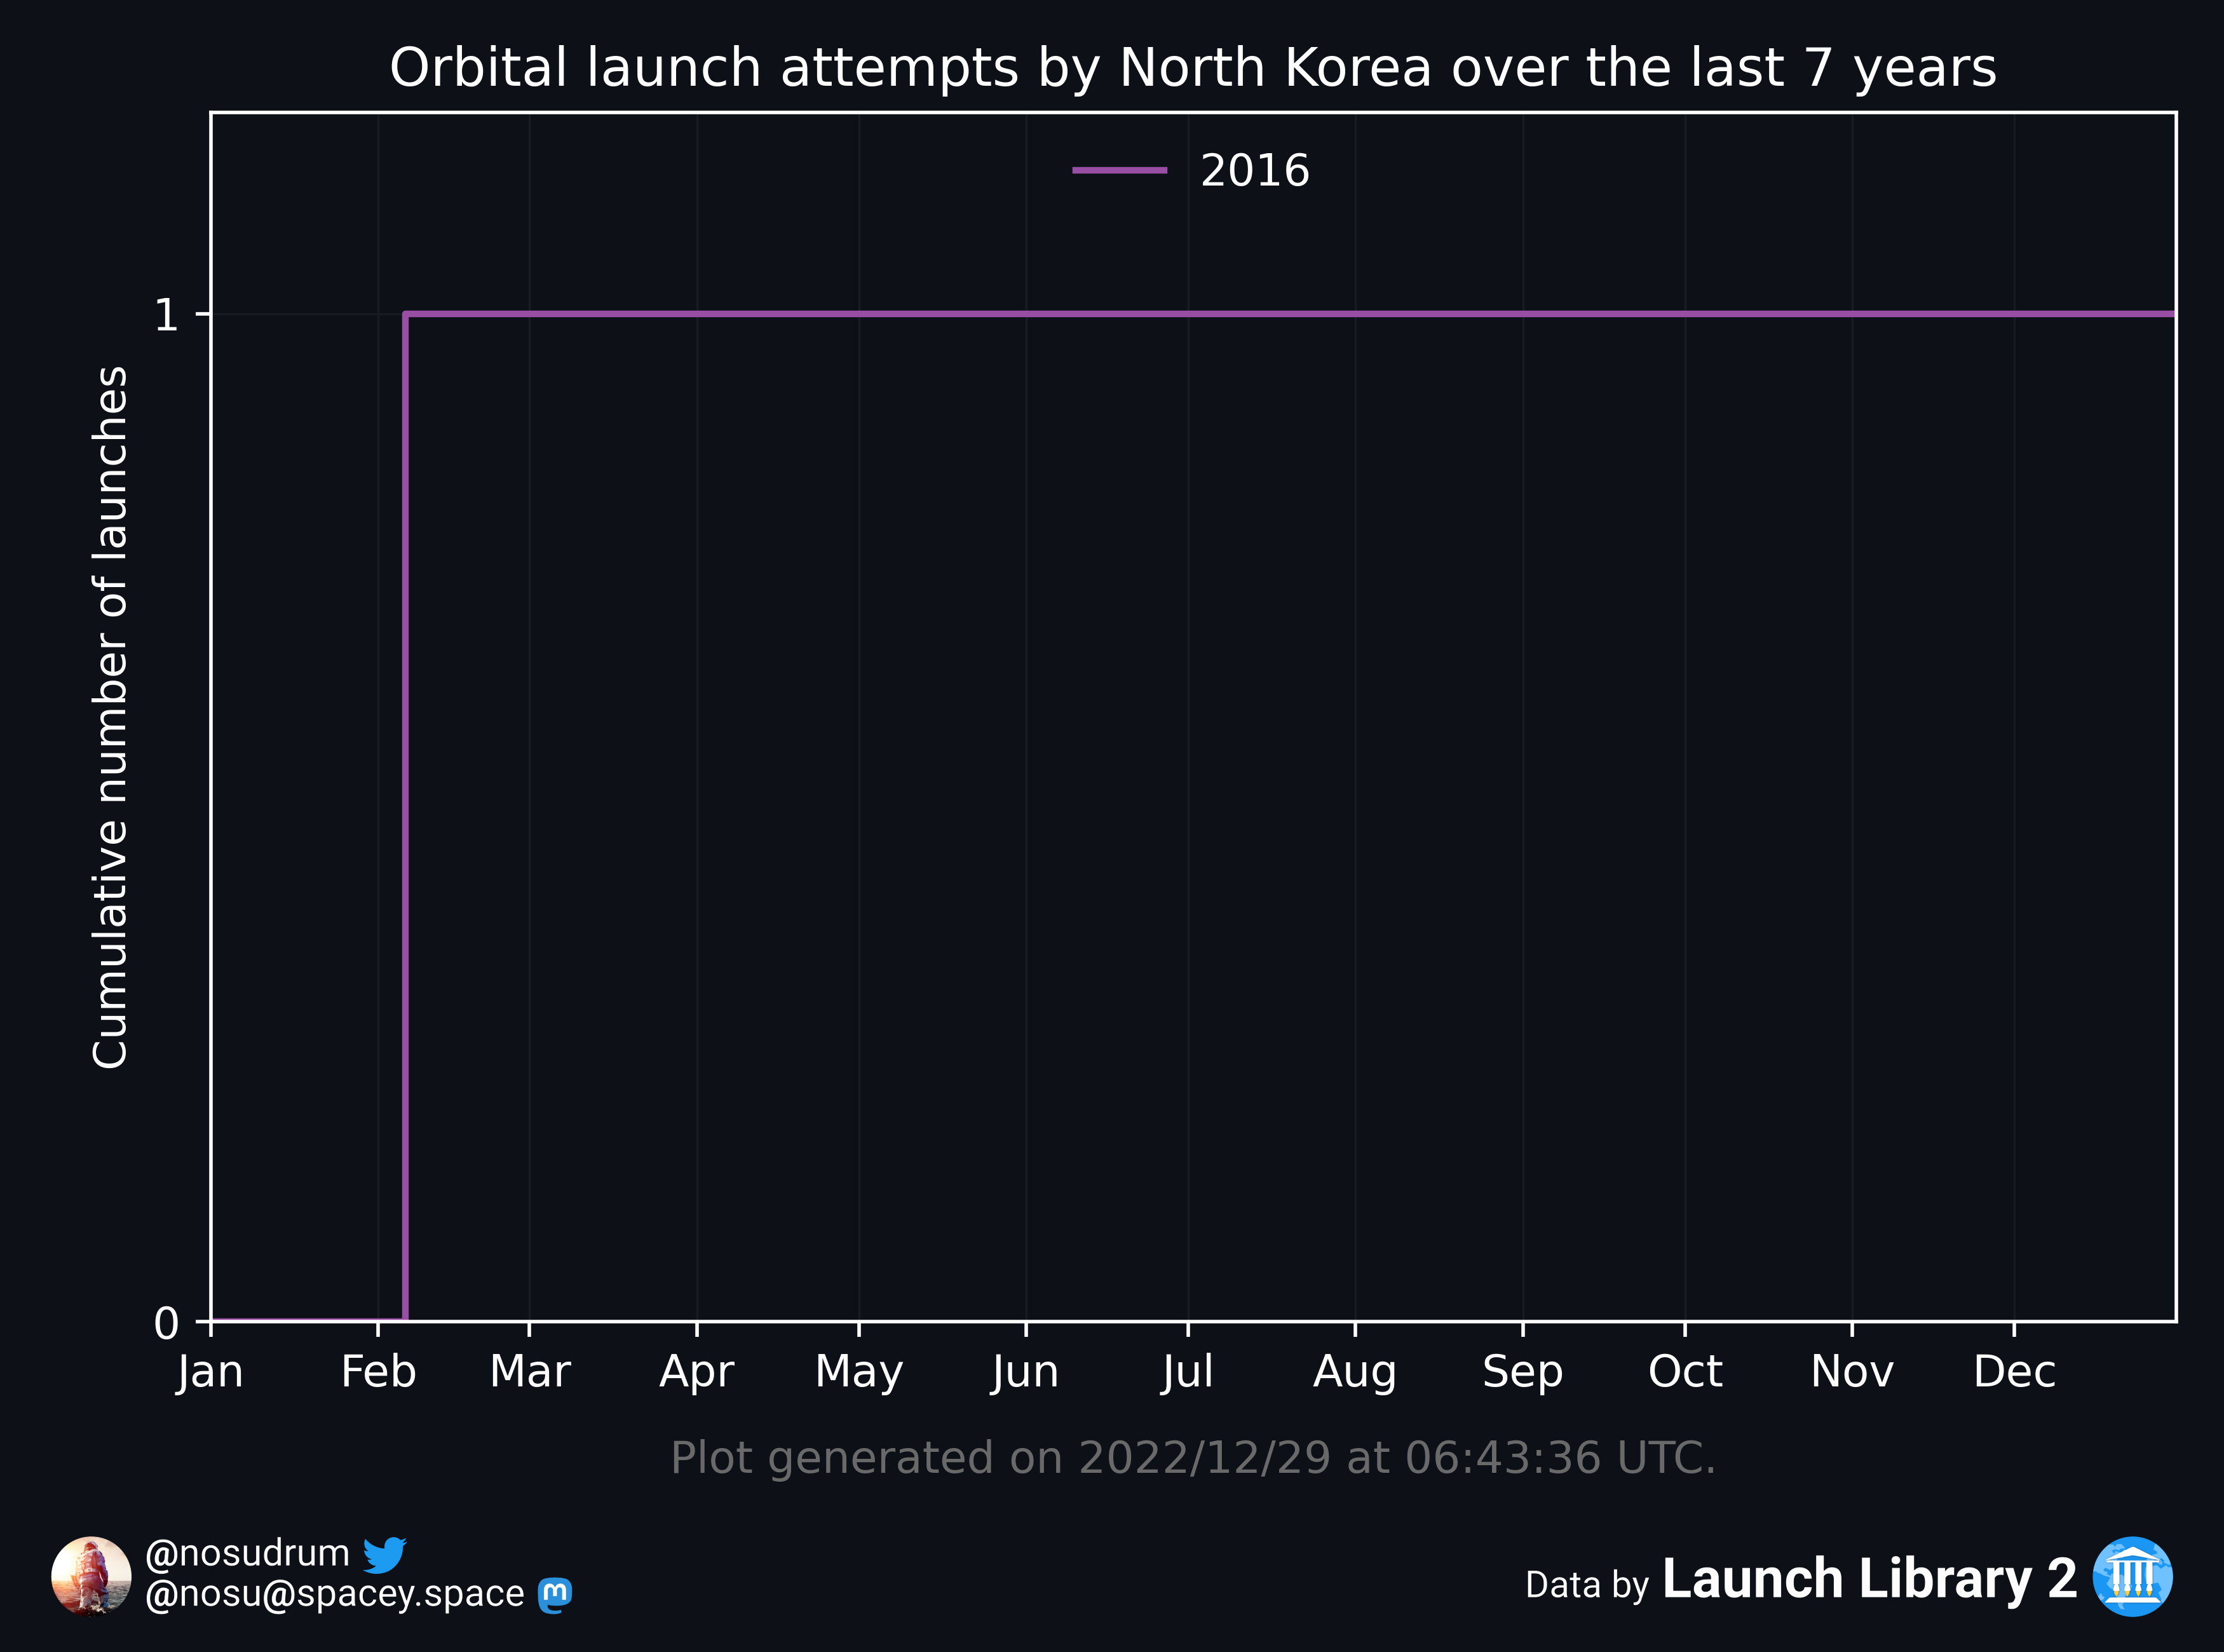 Orbital launch attempts by North Korea over the last 7 years
2016
1
Cumulative number of launches
0
Jan Feb Mar Apr May Jun Jul Aug Sep Oct Nov Dec
Plot generated on 2022/12/29 at 06:43:36 UTC.
@nosudrum
@nosu@spacey.space
Data by Launch Library 2